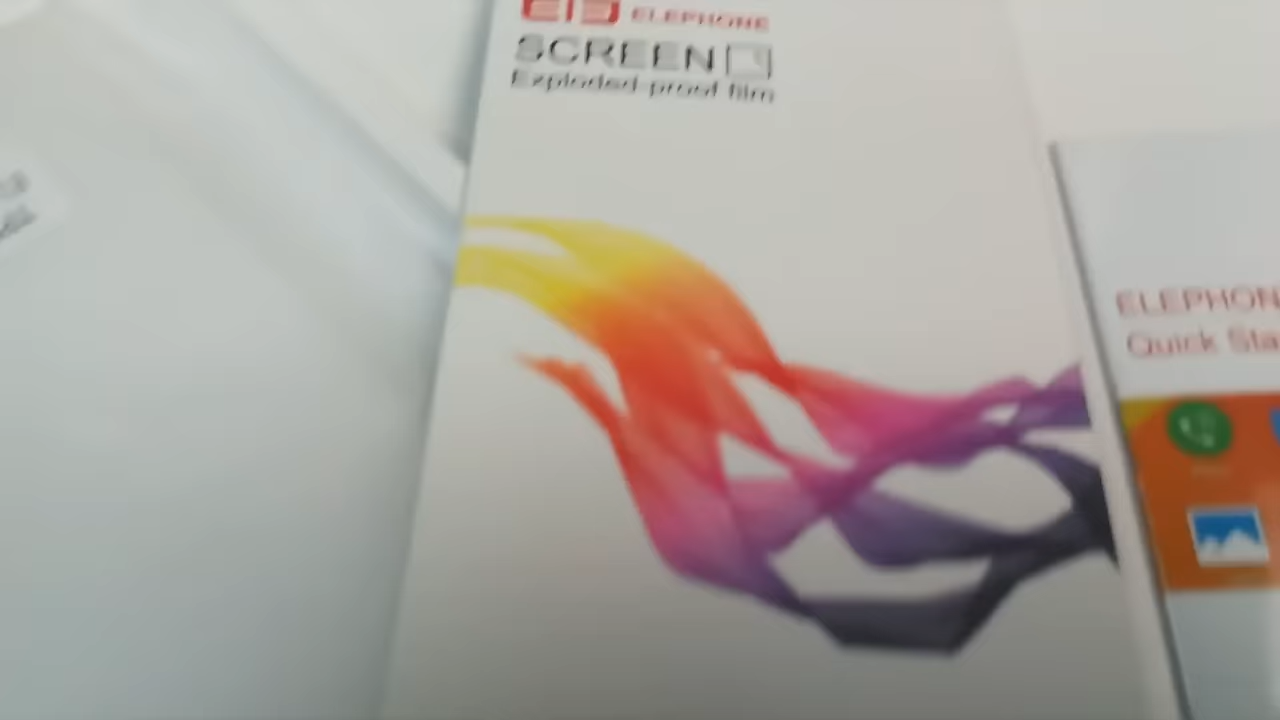 ELEPHONE
SCREEN
Exploded-proof film
ELEPHON
Quick Sta